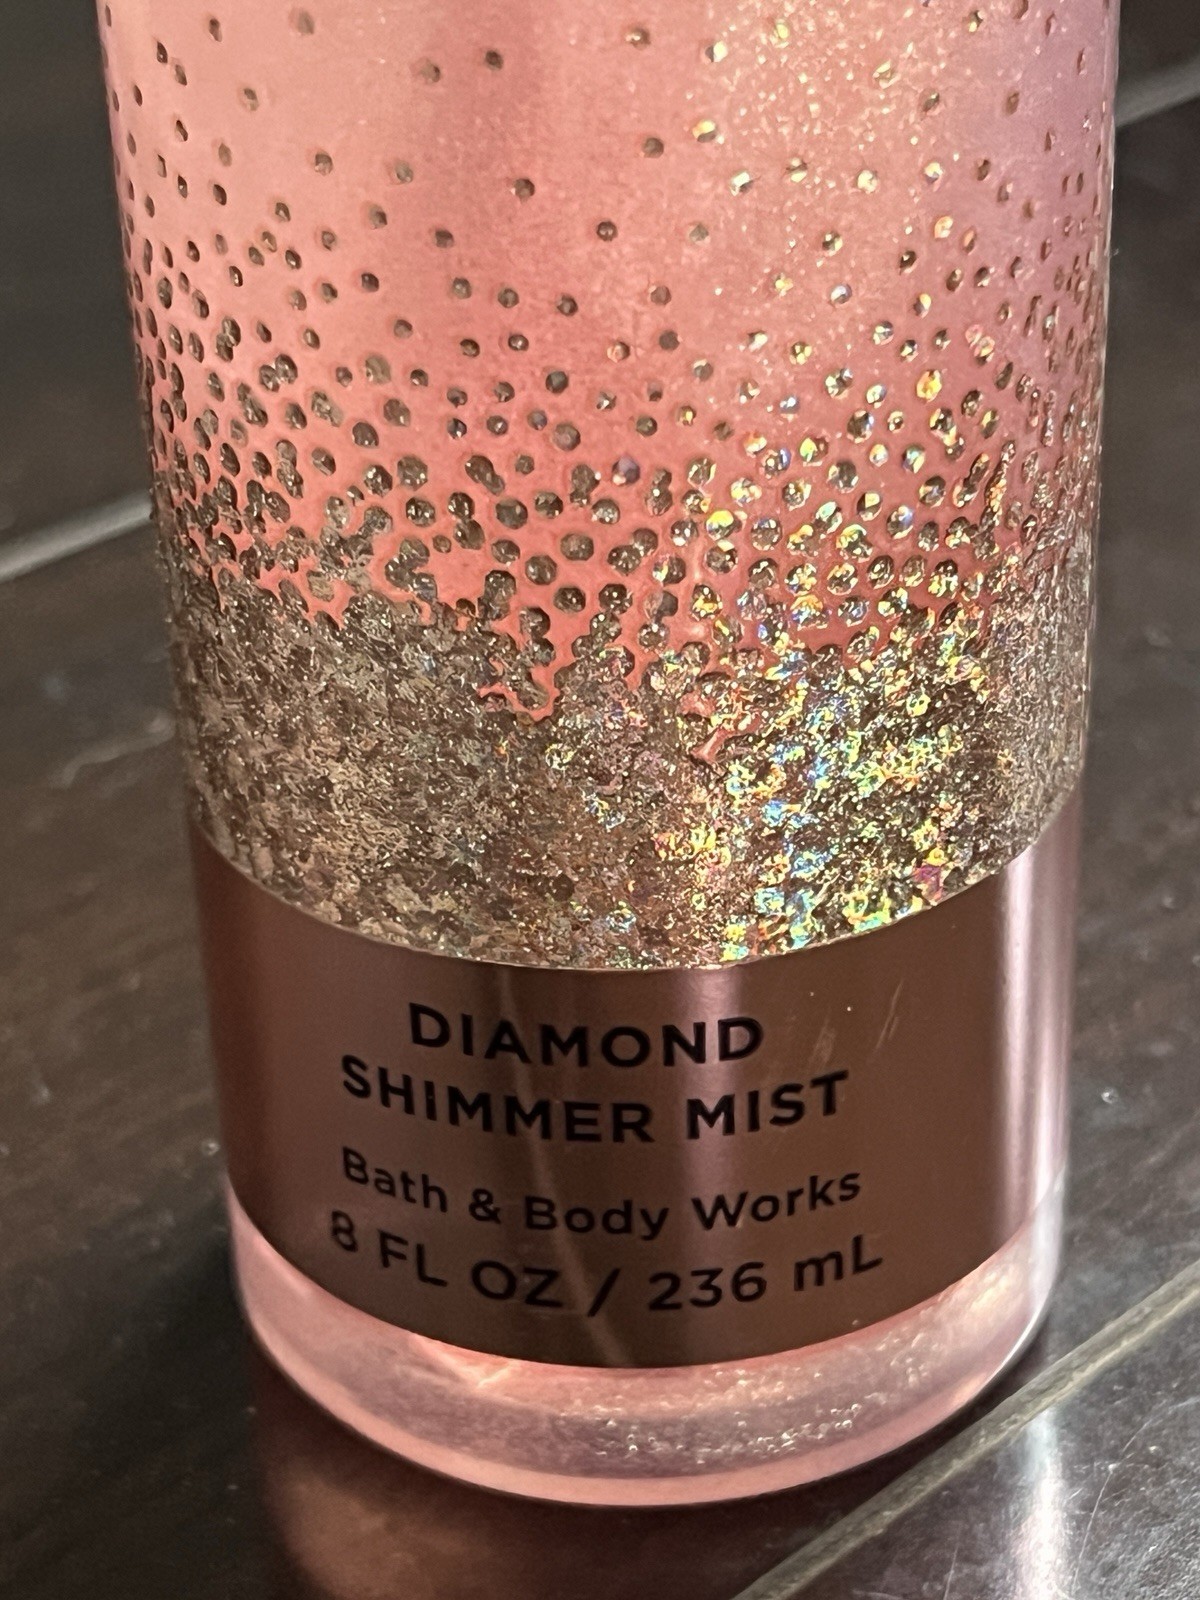 DIAMOND
SHIMMER MIST
Bath & Body Works
8 FL OZ / 236 mL